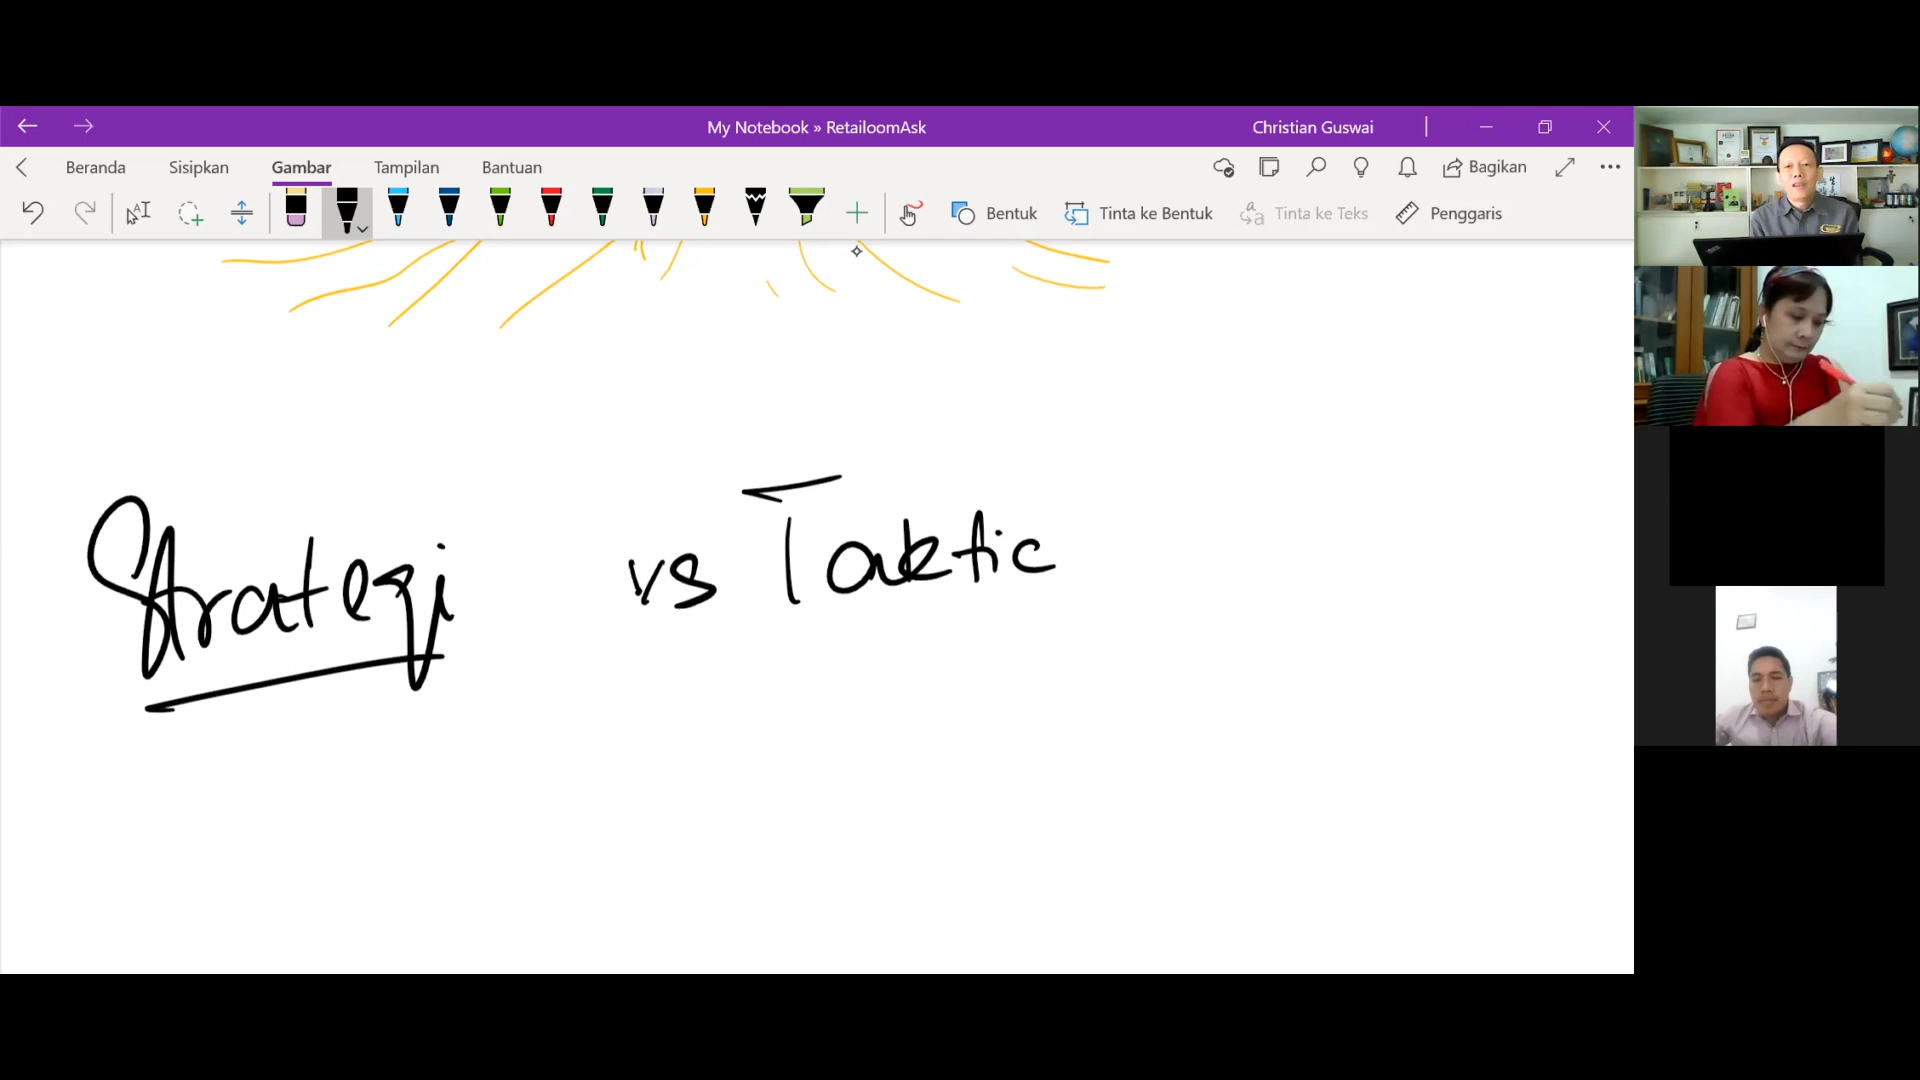 My Notebook » RetailoomAsk
Christian Guswai
Beranda Sisipkan Gambar Tampilan Bantuan
Bagikan
Bentuk Tinta ke Bentuk Tinta ke Teks Penggaris
Strategi vs Taktic